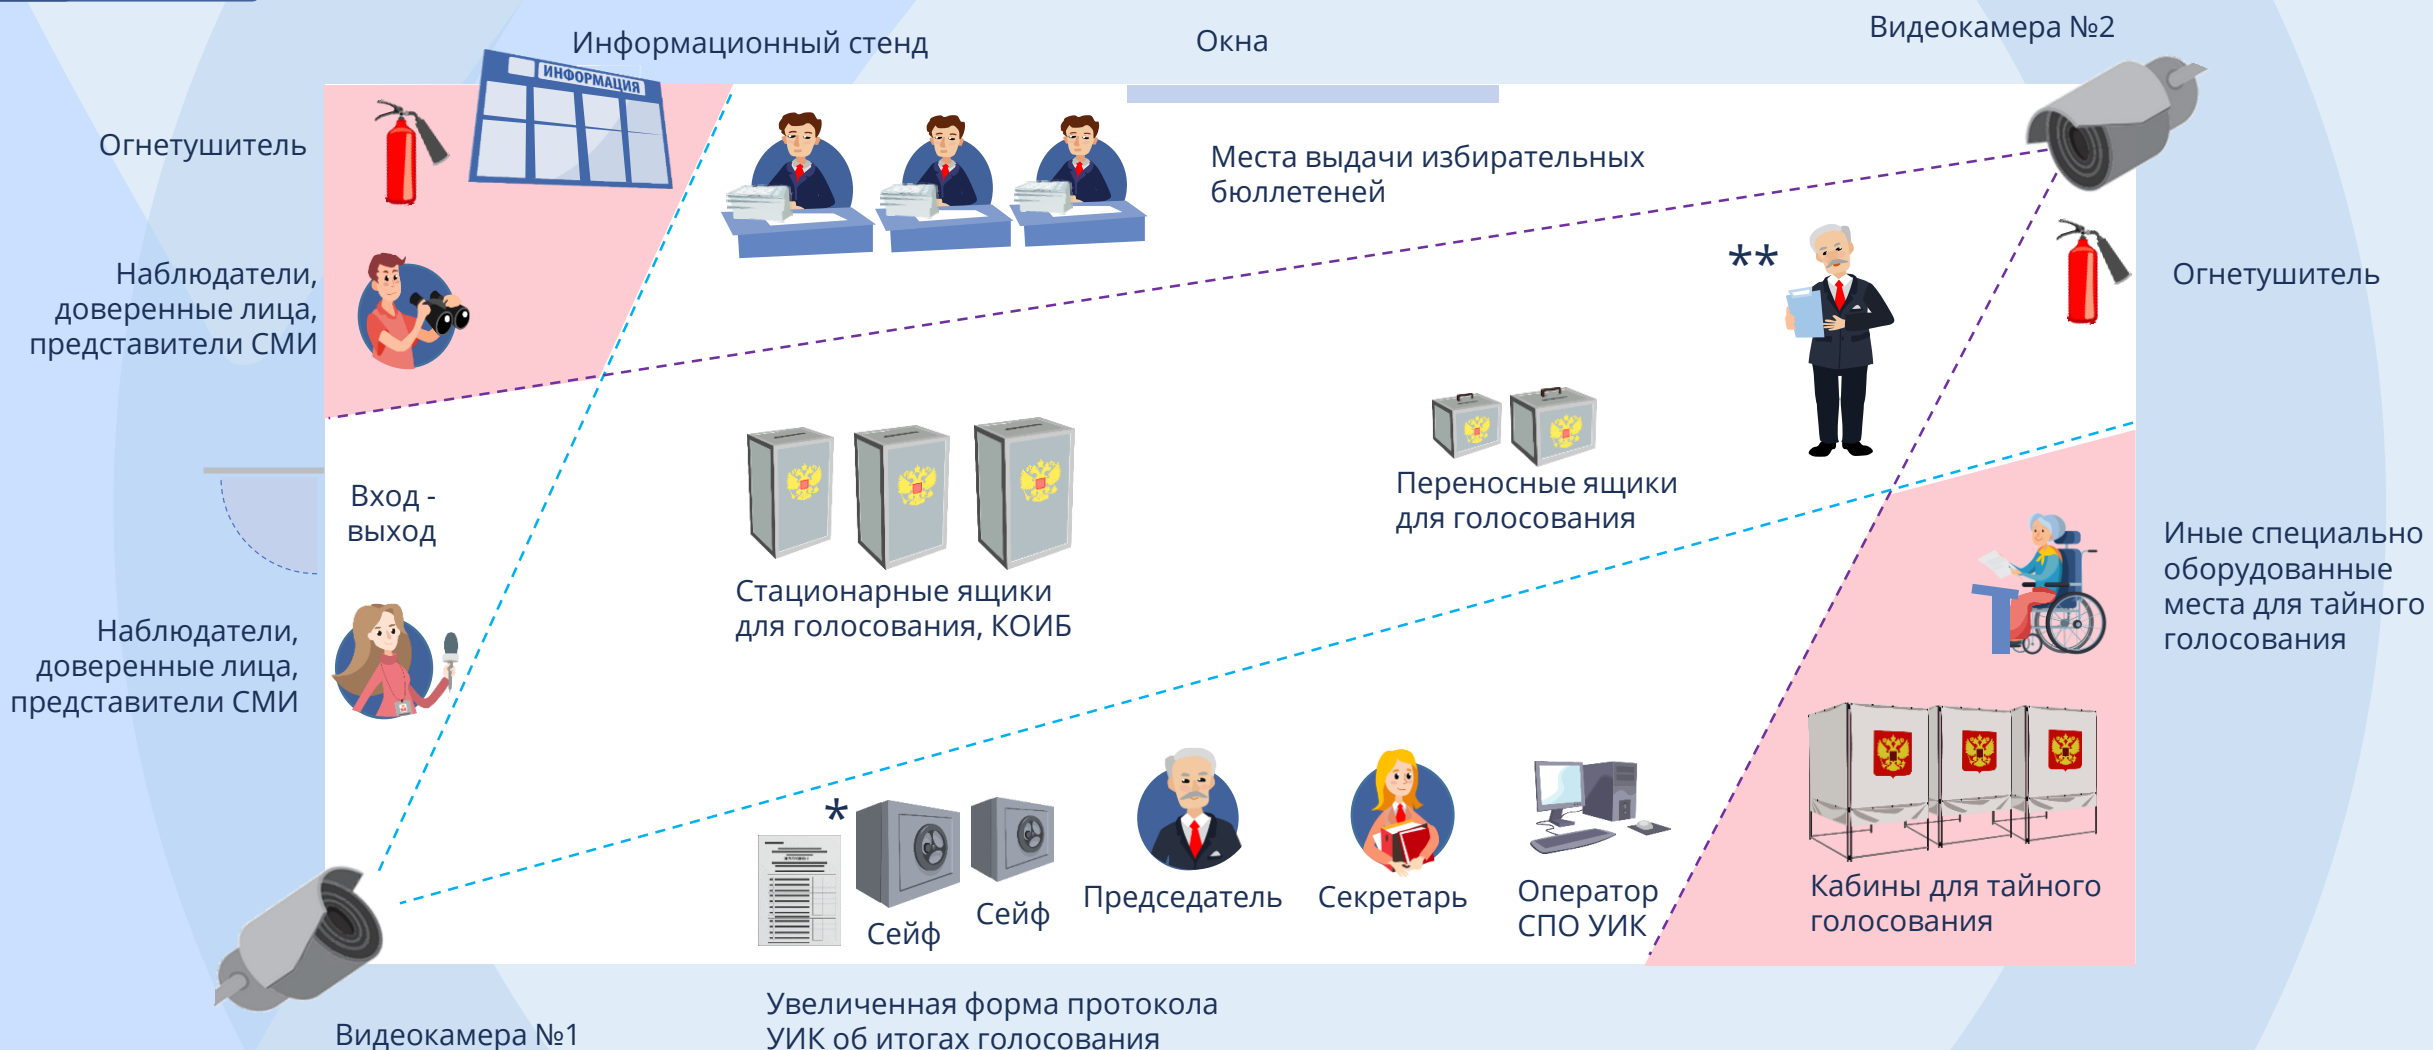 Информационный стенд
Окна
Видеокамера №2
ИНФОРМАЦИЯ
Огнетушитель
Места выдачи избирательных
бюллетеней
**
Наблюдатели,
доверенные лица,
представители СМИ
Огнетушитель
Вход -
выход
Переносные ящики
для голосования
Иные специально
оборудованные
места для тайного
голосования
Стационарные ящики
для голосования, КОИБ
Наблюдатели,
доверенные лица,
представители СМИ
*
Сейф
Сейф
Председатель
Секретарь
Оператор
СПО УИК
Кабины для тайного
голосования
Увеличенная форма протокола
УИК об итогах голосования
Видеокамера №1